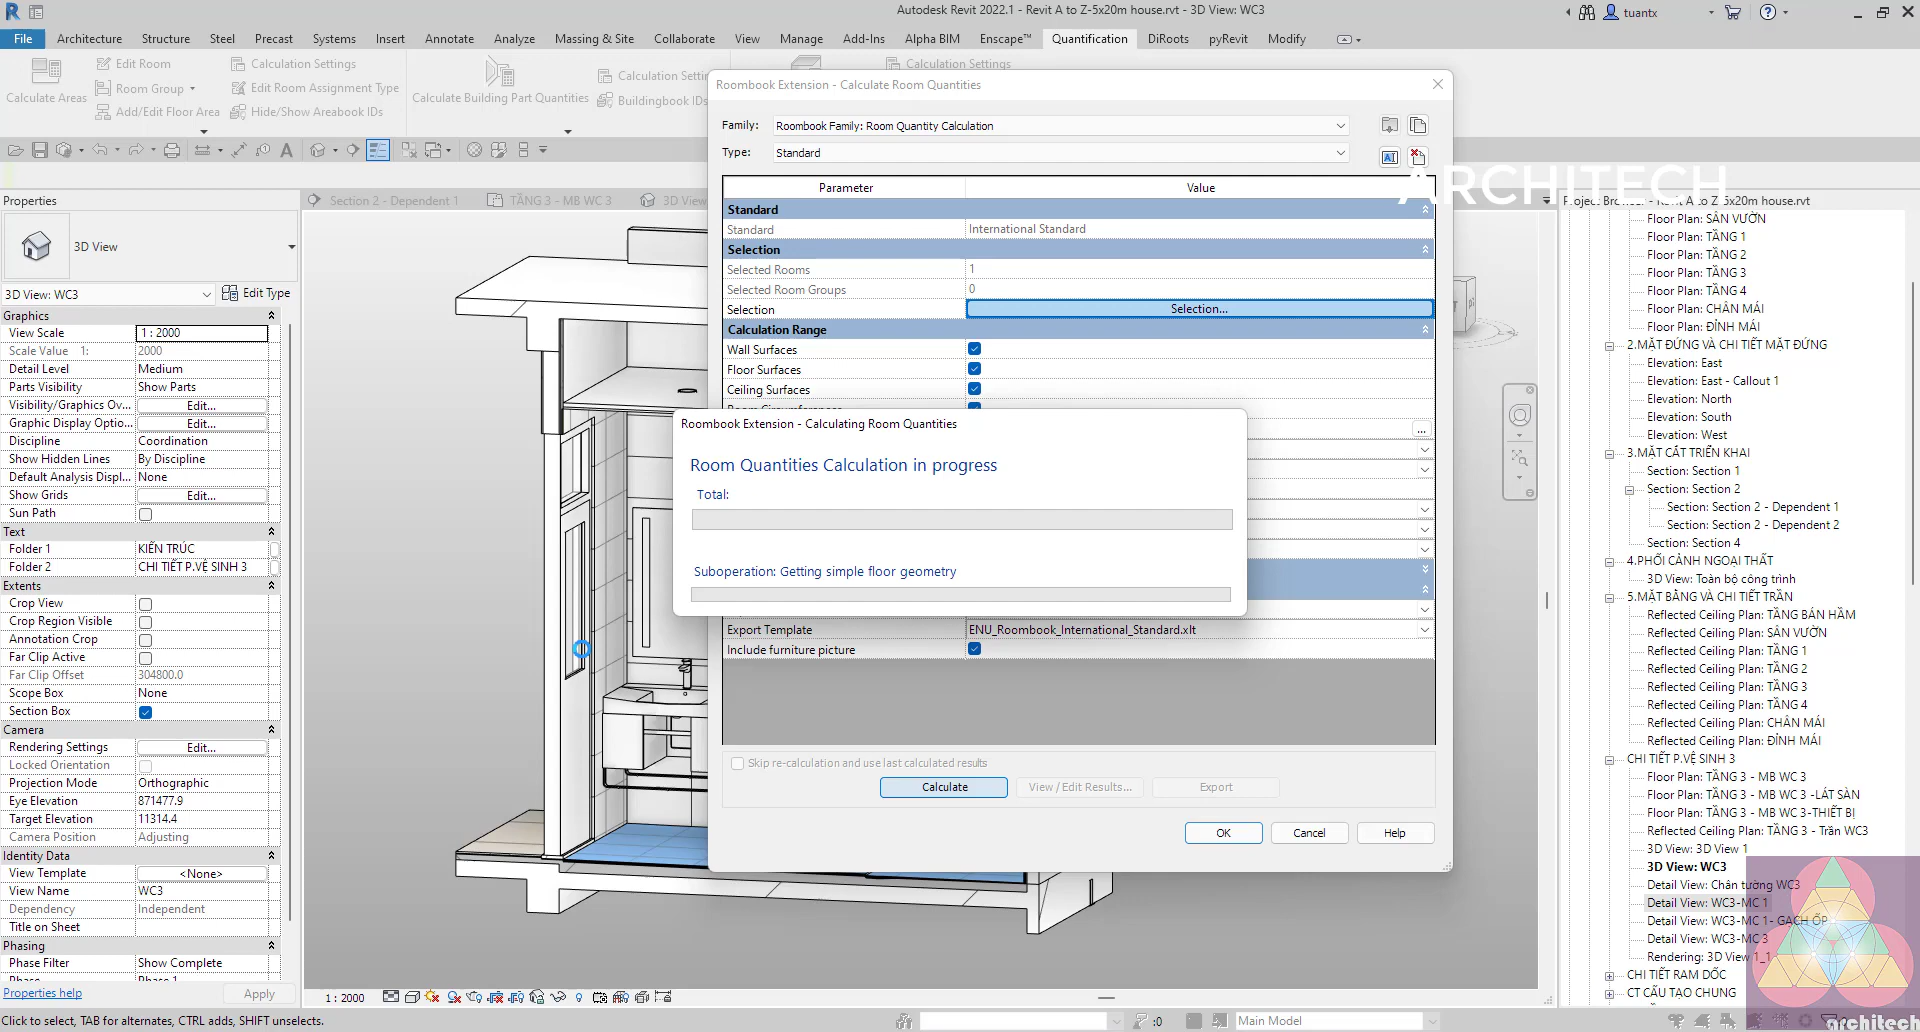 Autodesk Revit 2022.1 - Revit A to Z-5x20m house.rvt - 3D View: WC3
tuantx
File
Architecture
Structure
Steel
Precast
Systems
Insert
Annotate
Analyze
Massing & Site
Collaborate
View
Manage
Add-Ins
Alpha BIM
Enscape™
Quantification
DiRoots
pyRevit
Modify
Calculate Areas
Edit Room
Room Group
Add/Edit Floor Area
Calculation Settings
Edit Room Assignment Type
Hide/Show Areabook IDs
Calculate Building Part Quantities
Buildingbook IDs
Calculation Settings
Properties
3D View
3D View: WC3
Edit Type
Graphics
View Scale 1 : 2000
Scale Value 1: 2000
Detail Level Medium
Parts Visibility Show Parts
Visibility/Graphics Ov... Edit...
Graphic Display Optio... Edit...
Discipline Coordination
Show Hidden Lines By Discipline
Default Analysis Displ... None
Show Grids Edit...
Sun Path
Text
Folder 1 KIẾN TRÚC
Folder 2 CHI TIẾT P.VỆ SINH 3
Extents
Crop View
Crop Region Visible
Annotation Crop
Far Clip Active
Far Clip Offset 304800.0
Scope Box None
Section Box
Camera
Rendering Settings Edit...
Locked Orientation
Projection Mode Orthographic
Eye Elevation 871477.9
Target Elevation 11314.4
Camera Position Adjusting
Identity Data
View Template <None>
View Name WC3
Dependency Independent
Title on Sheet
Phasing
Phase Filter Show Complete
Properties help
Apply
Section 2 - Dependent 1
TẦNG 3 - MB WC 3
3D View
Roombook Extension - Calculate Room Quantities
Family: Roombook Family: Room Quantity Calculation
Type: Standard
Parameter Value
Standard
Standard International Standard
Selection
Selected Rooms 1
Selected Room Groups 0
Selection Selection...
Calculation Range
Wall Surfaces
Floor Surfaces
Ceiling Surfaces
Roombook Extension - Calculating Room Quantities
Room Quantities Calculation in progress
Total:
Suboperation: Getting simple floor geometry
Export Template ENU_Roombook_International_Standard.xlt
Include furniture picture
Skip re-calculation and use last calculated results
Calculate
View / Edit Results...
Export
OK
Cancel
Help
ARCHITECH
Floor Plan: SÂN VƯỜN
Floor Plan: TẦNG 1
Floor Plan: TẦNG 2
Floor Plan: TẦNG 3
Floor Plan: TẦNG 4
Floor Plan: CHÂN MÁI
Floor Plan: ĐỈNH MÁI
2.MẶT ĐỨNG VÀ CHI TIẾT MẶT ĐỨNG
Elevation: East
Elevation: East - Callout 1
Elevation: North
Elevation: South
Elevation: West
3.MẶT CẮT TRIỂN KHAI
Section: Section 1
Section: Section 2
Section: Section 2 - Dependent 1
Section: Section 2 - Dependent 2
Section: Section 4
4.PHỐI CẢNH NGOẠI THẤT
3D View: Toàn bộ công trình
5.MẶT BẰNG VÀ CHI TIẾT TRẦN
Reflected Ceiling Plan: TẦNG BÁN HẦM
Reflected Ceiling Plan: SÂN VƯỜN
Reflected Ceiling Plan: TẦNG 1
Reflected Ceiling Plan: TẦNG 2
Reflected Ceiling Plan: TẦNG 3
Reflected Ceiling Plan: TẦNG 4
Reflected Ceiling Plan: CHÂN MÁI
Reflected Ceiling Plan: ĐỈNH MÁI
CHI TIẾT P.VỆ SINH 3
Floor Plan: TẦNG 3 - MB WC 3
Floor Plan: TẦNG 3 - MB WC 3 -LÁT SÀN
Floor Plan: TẦNG 3 - MB WC 3-THIẾT BỊ
Reflected Ceiling Plan: TẦNG 3 - Trần WC3
3D View: 3D View 1
3D View: WC3
Detail View: Chân tường WC3
Detail View: WC3-MC 1
Detail View: WC3-MC 1- GẠCH ỐP
Detail View: WC3-MC 3
Rendering: 3D View 1_1
CHI TIẾT RAM DỐC
CT CẤU TẠO CHUNG
1 : 2000
Click to select, TAB for alternates, CTRL adds, SHIFT unselects.
:0
Main Model
architech